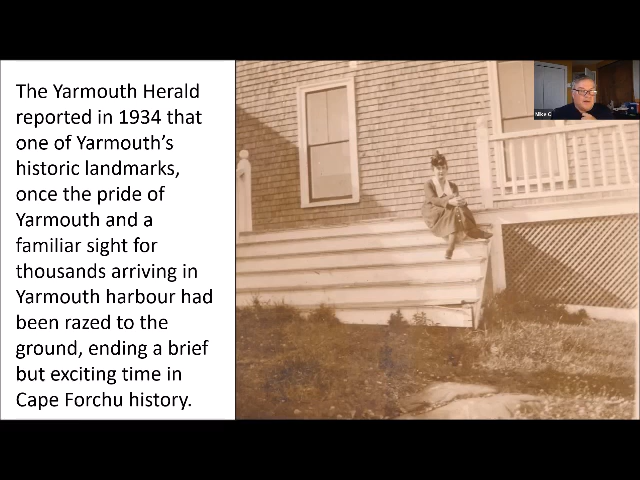 The Yarmouth Herald
reported in 1934 that
one of Yarmouth's
historic landmarks,
once the pride of
Yarmouth and a
familiar sight for
thousands arriving in
Yarmouth harbour had
been razed to the
ground, ending a brief
but exciting time in
Cape Forchu history.
Mike C